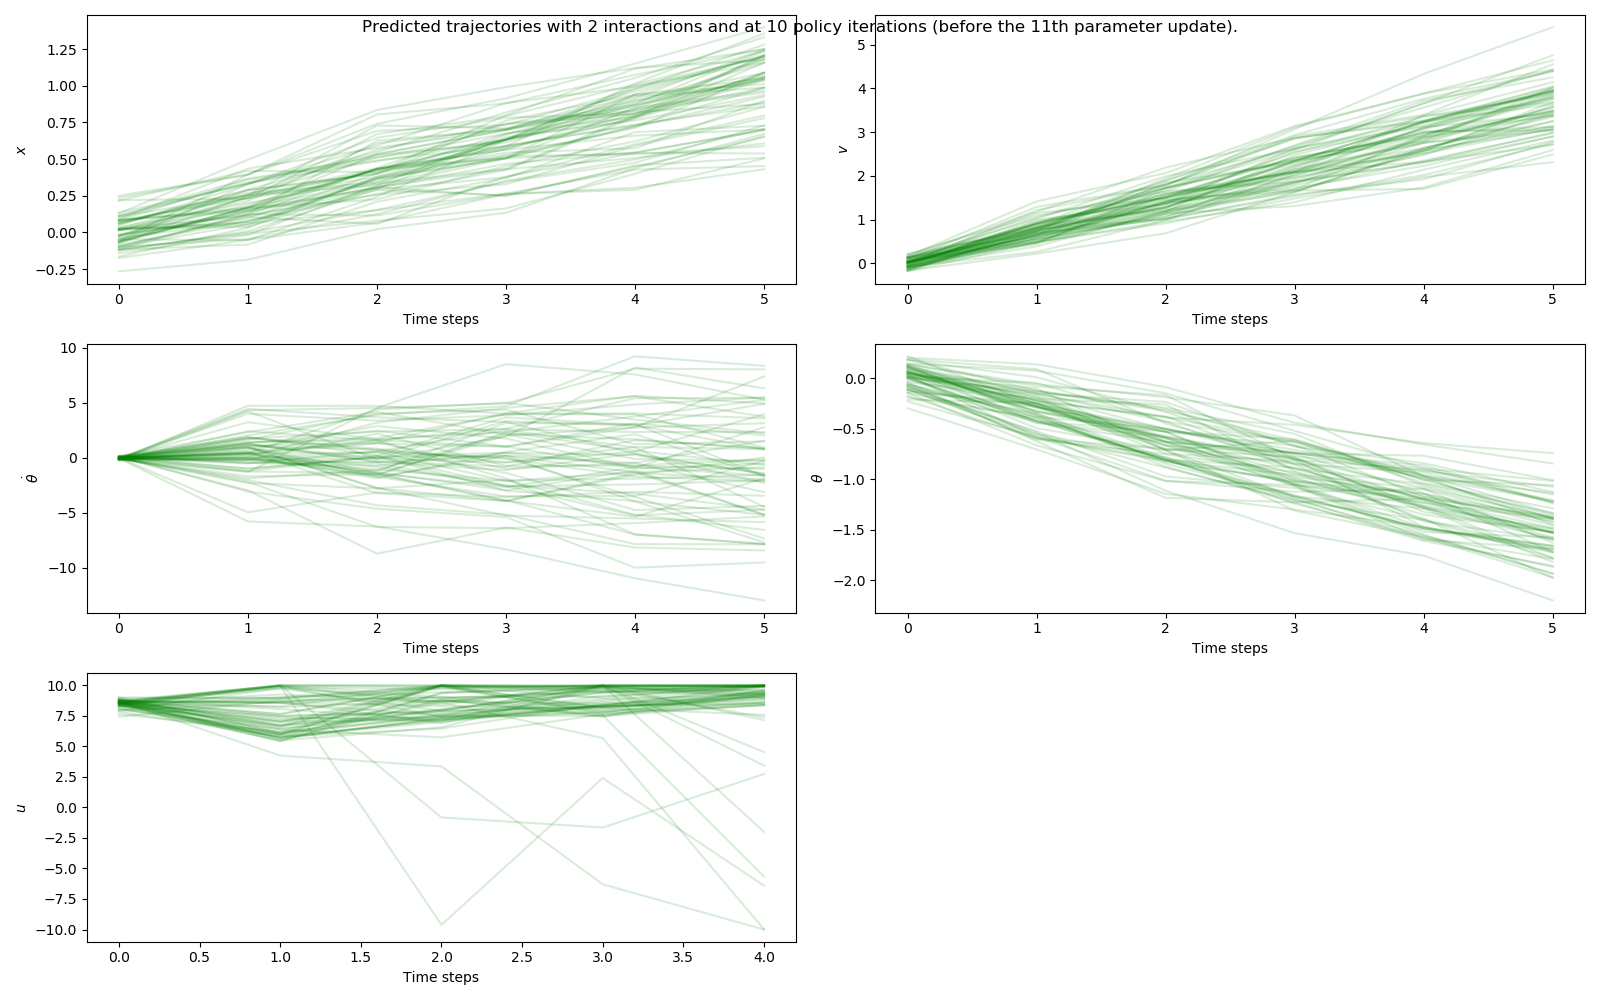 Predicted trajectories with 2 interactions and at 10 policy iterations (before the 11th parameter update).
1.25
1.00
0.75
0.50
0.25
0.00
−0.25
x
0 1 2 3 4 5
Time steps
5
4
3
2
1
0
v
0 1 2 3 4 5
Time steps
10
5
0
−5
−10
θ̇
0 1 2 3 4 5
Time steps
0.0
−0.5
−1.0
−1.5
−2.0
θ
0 1 2 3 4 5
Time steps
10.0
7.5
5.0
2.5
0.0
−2.5
−5.0
−7.5
−10.0
u
0.0 0.5 1.0 1.5 2.0 2.5 3.0 3.5 4.0
Time steps